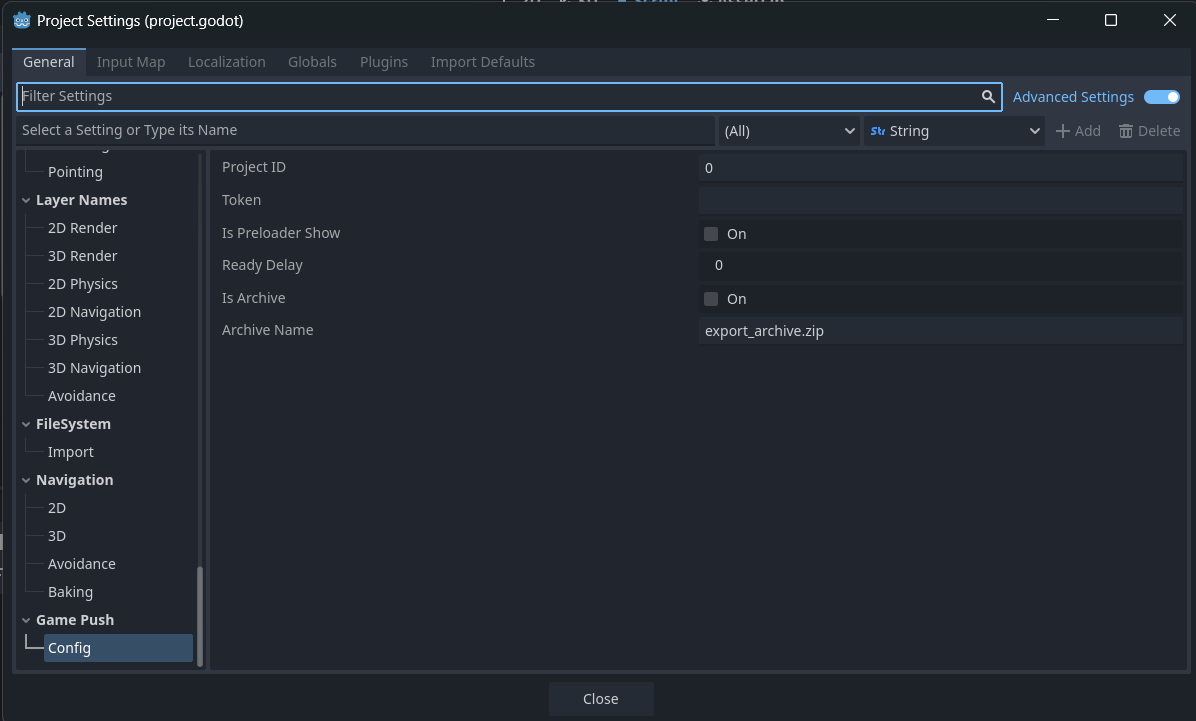 Project Settings (project.godot)
General Input Map Localization Globals Plugins Import Defaults
Filter Settings Advanced Settings
Select a Setting or Type its Name (All) String Add Delete
Pointing
Layer Names
2D Render
3D Render
2D Physics
2D Navigation
3D Physics
3D Navigation
Avoidance
FileSystem
Import
Navigation
2D
3D
Avoidance
Baking
Game Push
Config
Project ID 0
Token
Is Preloader Show On
Ready Delay 0
Is Archive On
Archive Name export_archive.zip
Close